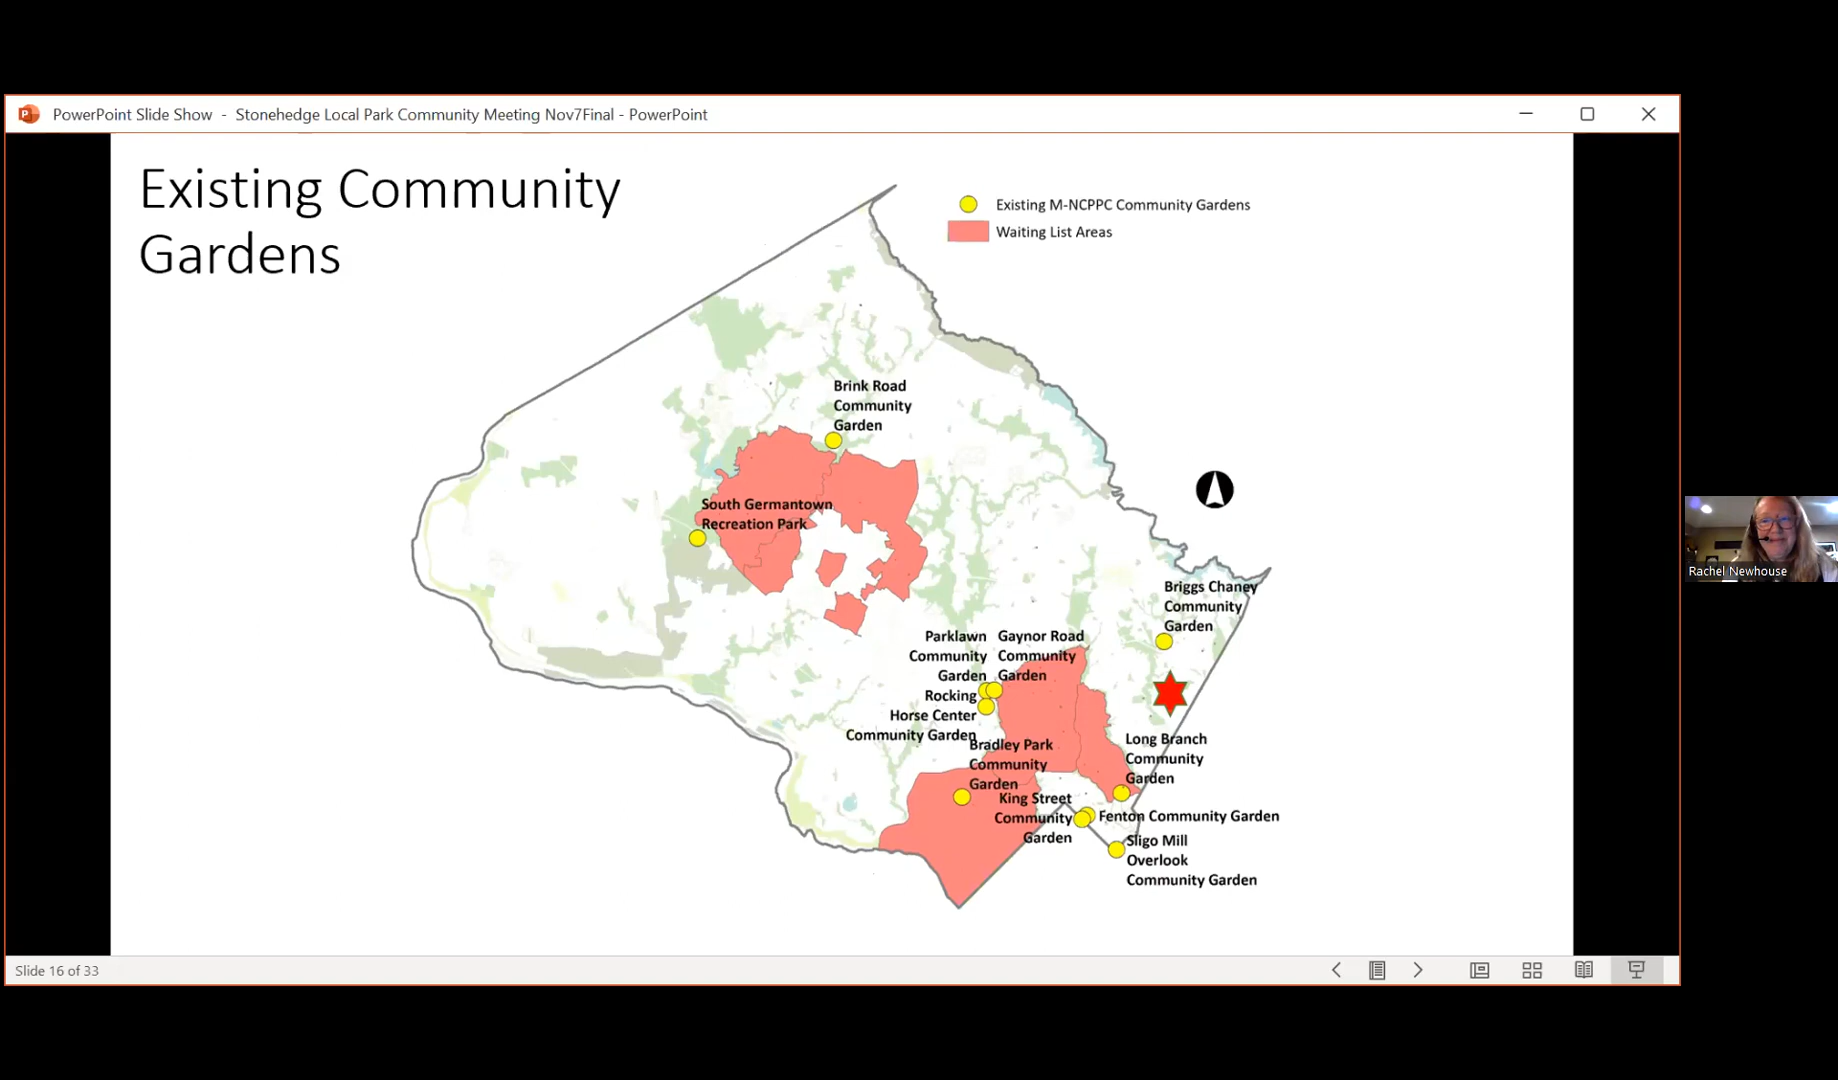 PowerPoint Slide Show - Stonehedge Local Park Community Meeting Nov7Final - PowerPoint
Existing Community
Gardens
Existing M-NCPPC Community Gardens
Waiting List Areas
Brink Road
Community
Garden
South Germantown
Recreation Park
Briggs Chaney
Community
Garden
Parklawn
Community
Garden
Gaynor Road
Community
Garden
Rocking
Horse Center
Community Garden
Bradley Park
Community
Garden
Long Branch
Community
Garden
King Street
Community
Garden
Fenton Community Garden
Sligo Mill
Overlook
Community Garden
Rachel Newhouse
Slide 16 of 33